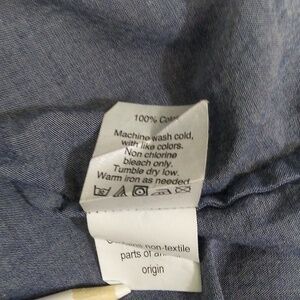 100%
Machine wash cold,
with like colors.
Non chlorine
bleach only.
Tumble dry low.
Warm iron as needed
non-textile
parts of
origin